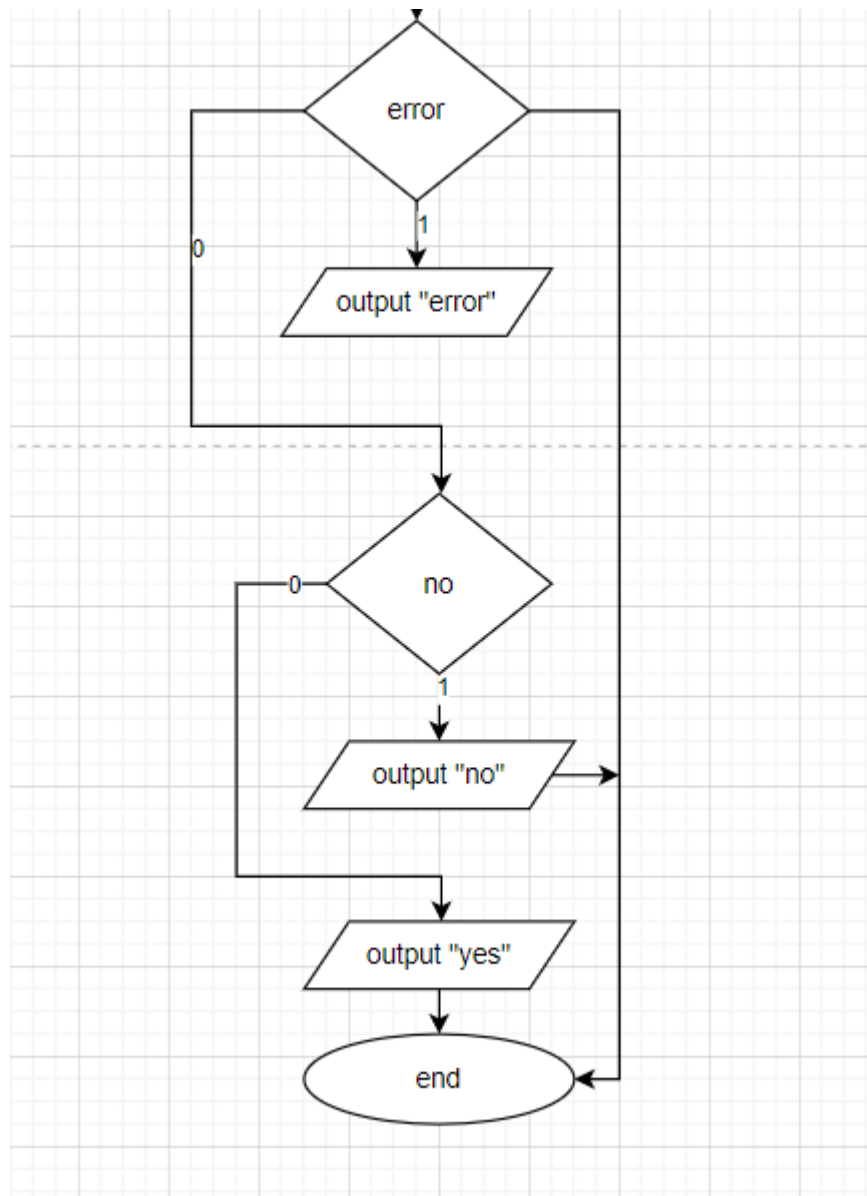 error
1
0
output "error"
no
0
1
output "no"
output "yes"
end